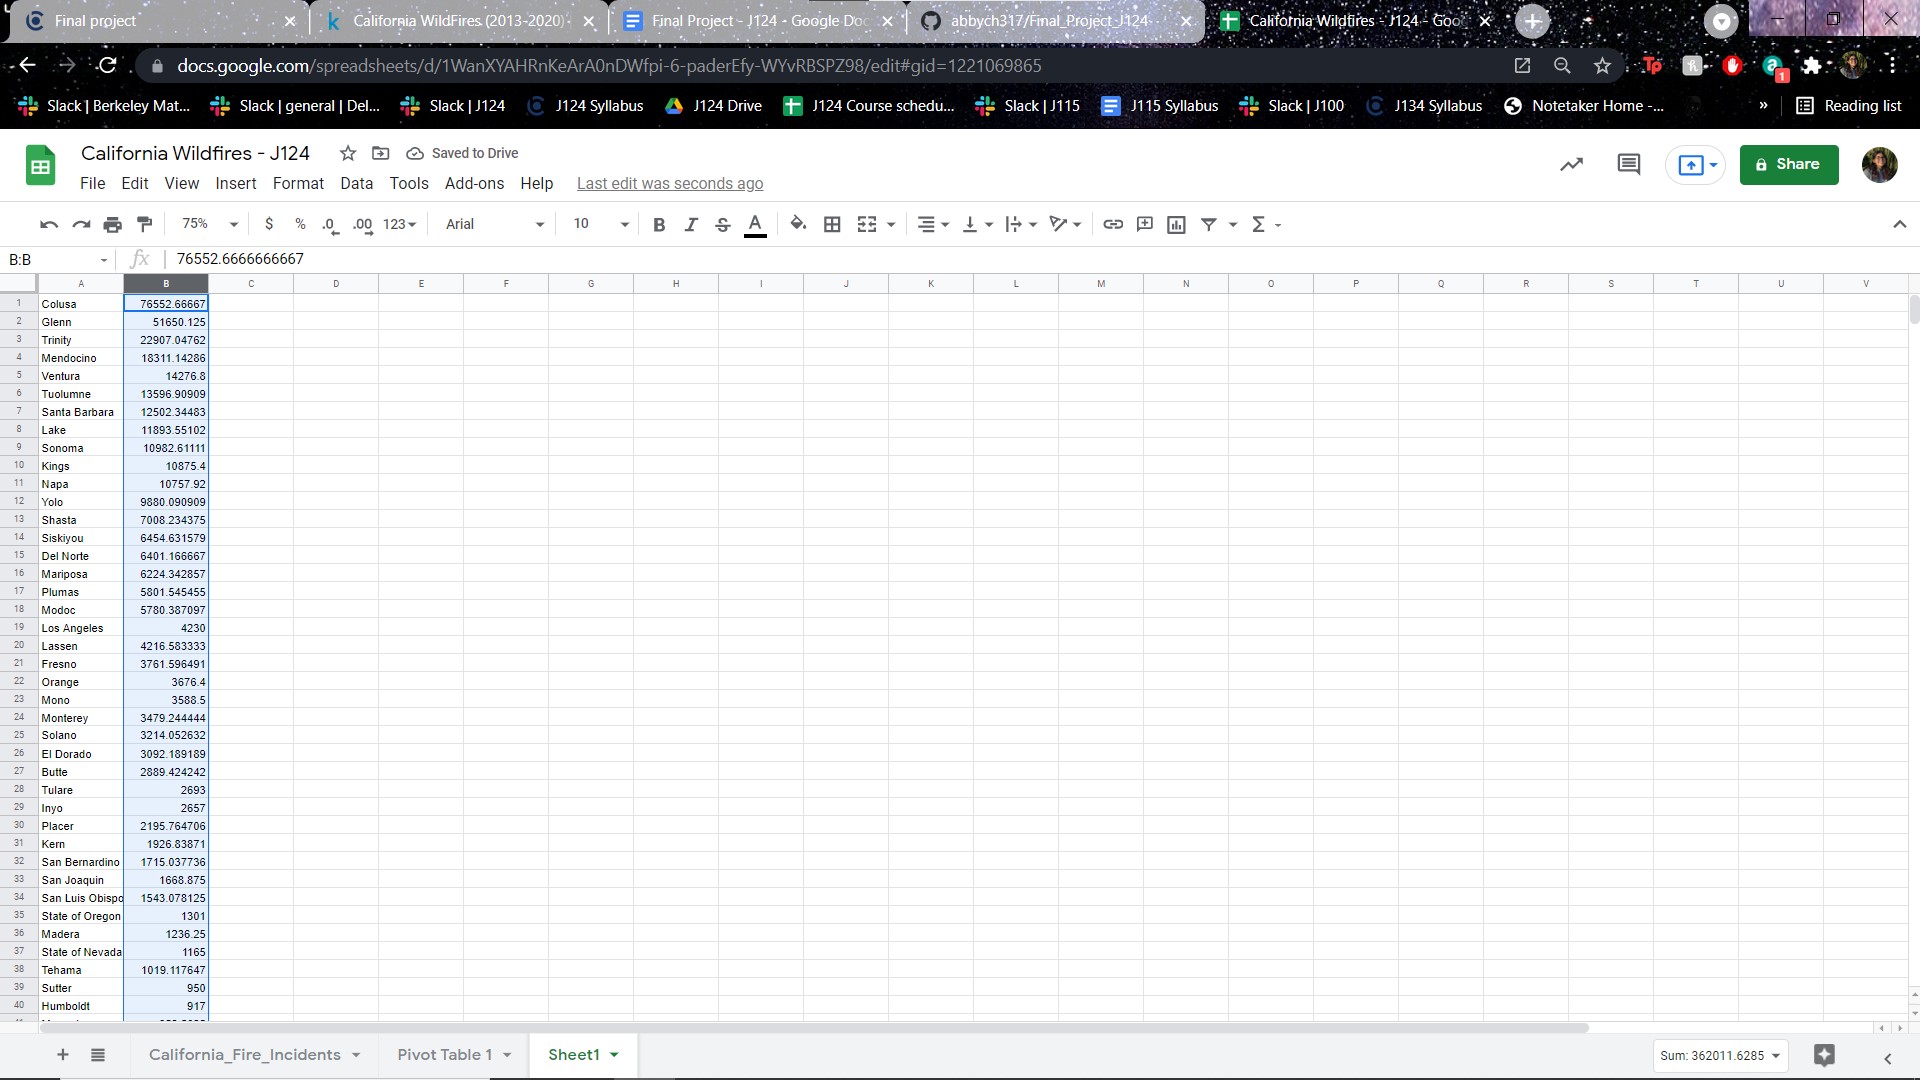 Final project
California WildFires (2013-2020)
Final Project - J124 - Google Doc
abbych317/Final_Project_J124
California Wildfires - J124 - Goo
docs.google.com/spreadsheets/d/1WanXYAHRnKeArA0nDWfpi-6-paderEfy-WYvRBSPZ98/edit#gid=1221069865
1
Slack | Berkeley Mat...
Slack | general | Del...
Slack | J124
J124 Syllabus
J124 Drive
J124 Course schedu...
Slack | J115
J115 Syllabus
Slack | J100
J134 Syllabus
Notetaker Home -...
»
Reading list
California Wildfires - J124
Saved to Drive
Share
File Edit View Insert Format Data Tools Add-ons Help Last edit was seconds ago
75% $ % .0 .00 123 Arial 10 B I S A Σ
B:B fx 76552.6666666667
A B C D E F G H I J K L M N O P Q R S T U V
1 Colusa 76552.66667
2 Glenn 51650.125
3 Trinity 22907.04762
4 Mendocino 18311.14286
5 Ventura 14276.8
6 Tuolumne 13596.90909
7 Santa Barbara 12502.34483
8 Lake 11893.55102
9 Sonoma 10982.61111
10 Kings 10875.4
11 Napa 10757.92
12 Yolo 9880.090909
13 Shasta 7008.234375
14 Siskiyou 6454.631579
15 Del Norte 6401.166667
16 Mariposa 6224.342857
17 Plumas 5801.545455
18 Modoc 5780.387097
19 Los Angeles 4230
20 Lassen 4216.583333
21 Fresno 3761.596491
22 Orange 3676.4
23 Mono 3588.5
24 Monterey 3479.244444
25 Solano 3214.052632
26 El Dorado 3092.189189
27 Butte 2889.424242
28 Tulare 2693
29 Inyo 2657
30 Placer 2195.764706
31 Kern 1926.83871
32 San Bernardino 1715.037736
33 San Joaquin 1668.875
34 San Luis Obispo 1543.078125
35 State of Oregon 1301
36 Madera 1236.25
37 State of Nevada 1165
38 Tehama 1019.117647
39 Sutter 950
40 Humboldt 917
California_Fire_Incidents
Pivot Table 1
Sheet1
Sum: 362011.6285